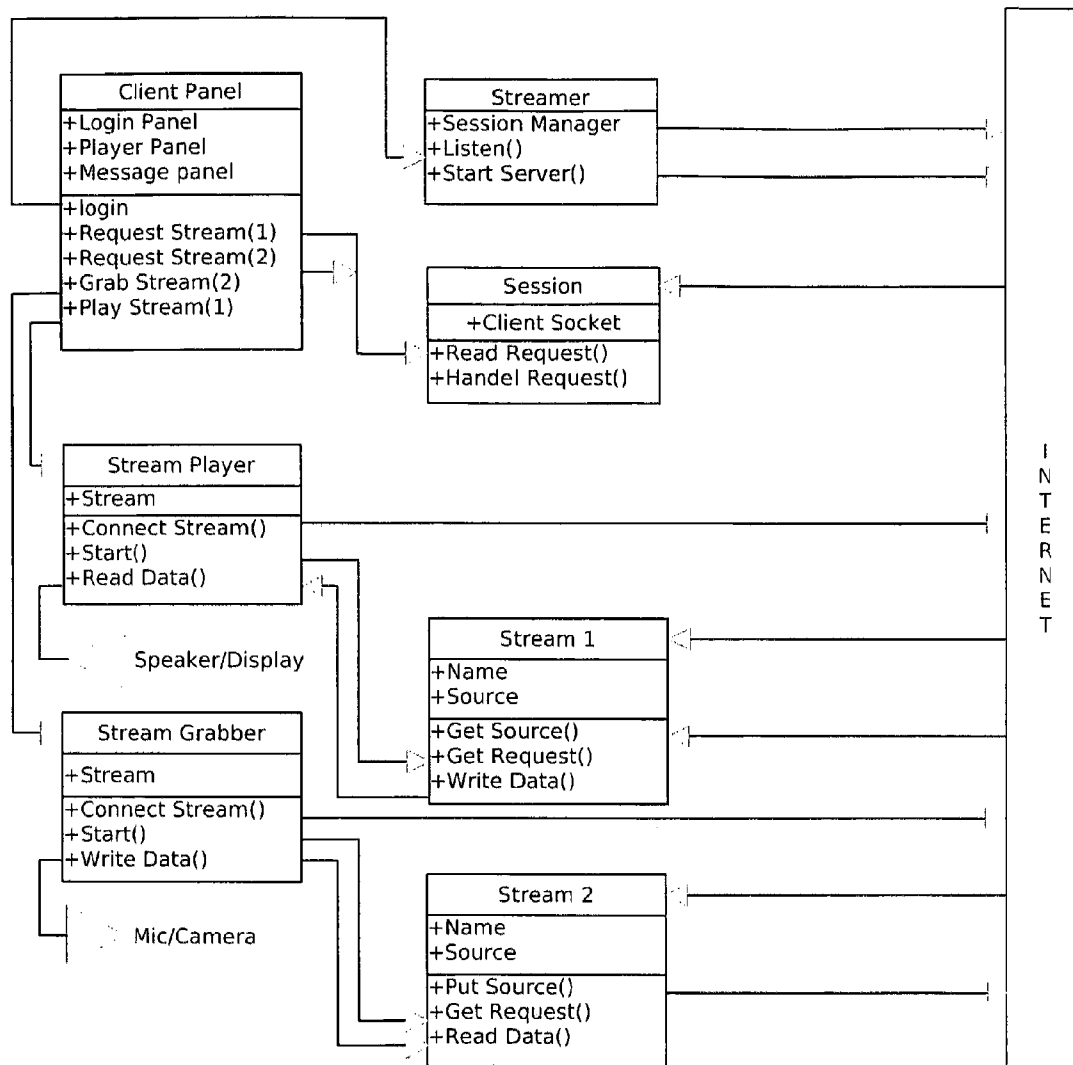 Client Panel
+Login Panel
+Player Panel
+Message panel
+login
+Request Stream(1)
+Request Stream(2)
+Grab Stream(2)
+Play Stream(1)
Streamer
+Session Manager
+Listen()
+Start Server()
Session
+Client Socket
+Read Request()
+Handel Request()
Stream Player
+Stream
+Connect Stream()
+Start()
+Read Data()
Speaker/Display
Stream 1
+Name
+Source
+Get Source()
+Get Request()
+Write Data()
Stream Grabber
+Stream
+Connect Stream()
+Start()
+Write Data()
Mic/Camera
Stream 2
+Name
+Source
+Put Source()
+Get Request()
+Read Data()
INTERNET